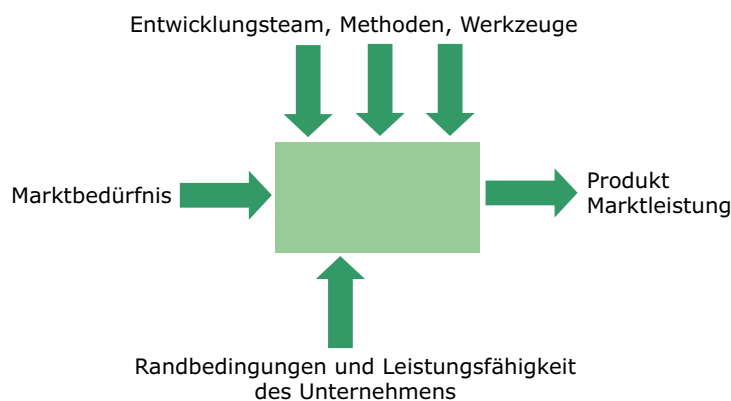 Entwicklungsteam, Methoden, Werkzeuge
Marktbedürfnis
Produkt
Marktleistung
Randbedingungen und Leistungsfähigkeit
des Unternehmens